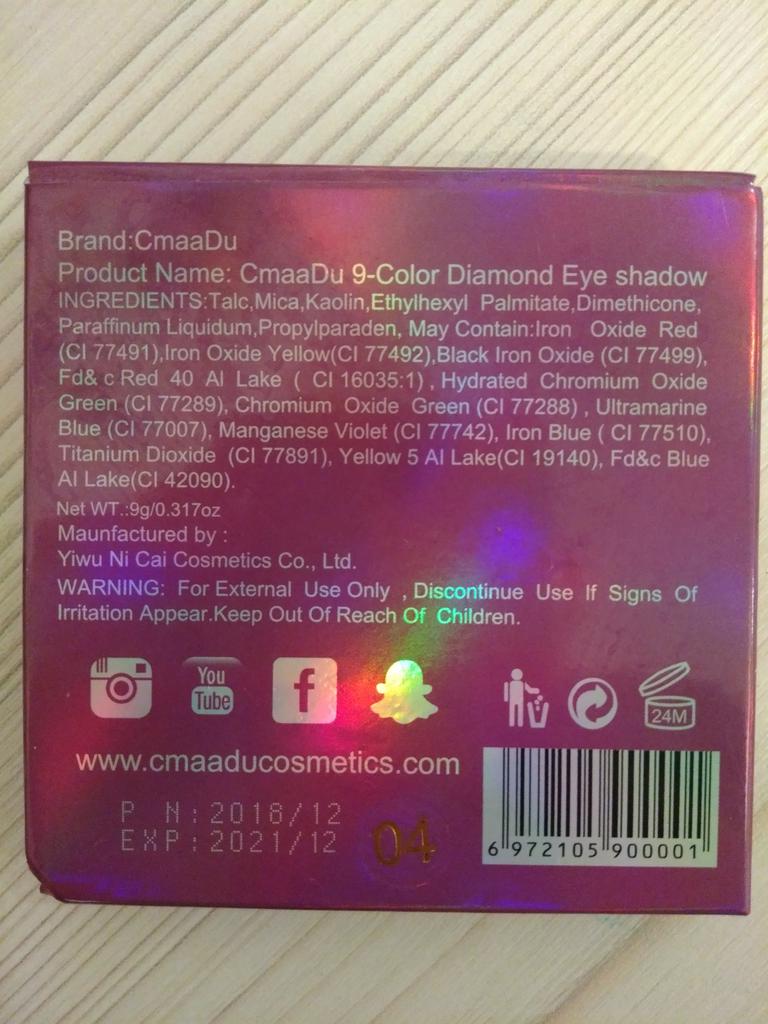 Brand:CmaaDu
Product Name: CmaaDu 9-Color Diamond Eye shadow
INGREDIENTS:Talc,Mica,Kaolin,Ethylhexyl Palmitate,Dimethicone,
Paraffinum Liquidum,Propylparaden, May Contain:Iron Oxide Red
(CI 77491),Iron Oxide Yellow(CI 77492),Black Iron Oxide (CI 77499),
Fd& c Red 40 Al Lake ( CI 16035:1) , Hydrated Chromium Oxide
Green (CI 77289), Chromium Oxide Green (CI 77288) , Ultramarine
Blue (CI 77007), Manganese Violet (CI 77742), Iron Blue ( CI 77510),
Titanium Dioxide (CI 77891), Yellow 5 Al Lake(CI 19140), Fd&c Blue
Al Lake(CI 42090).
Net WT.:9g/0.317oz
Maunfactured by :
Yiwu Ni Cai Cosmetics Co., Ltd.
WARNING: For External Use Only , Discontinue Use If Signs Of
Irritation Appear.Keep Out Of Reach Of Children.
You
Tube
f
24M
www.cmaaducosmetics.com
P N:2018/12
EXP:2021/12
04
6 972105 900001